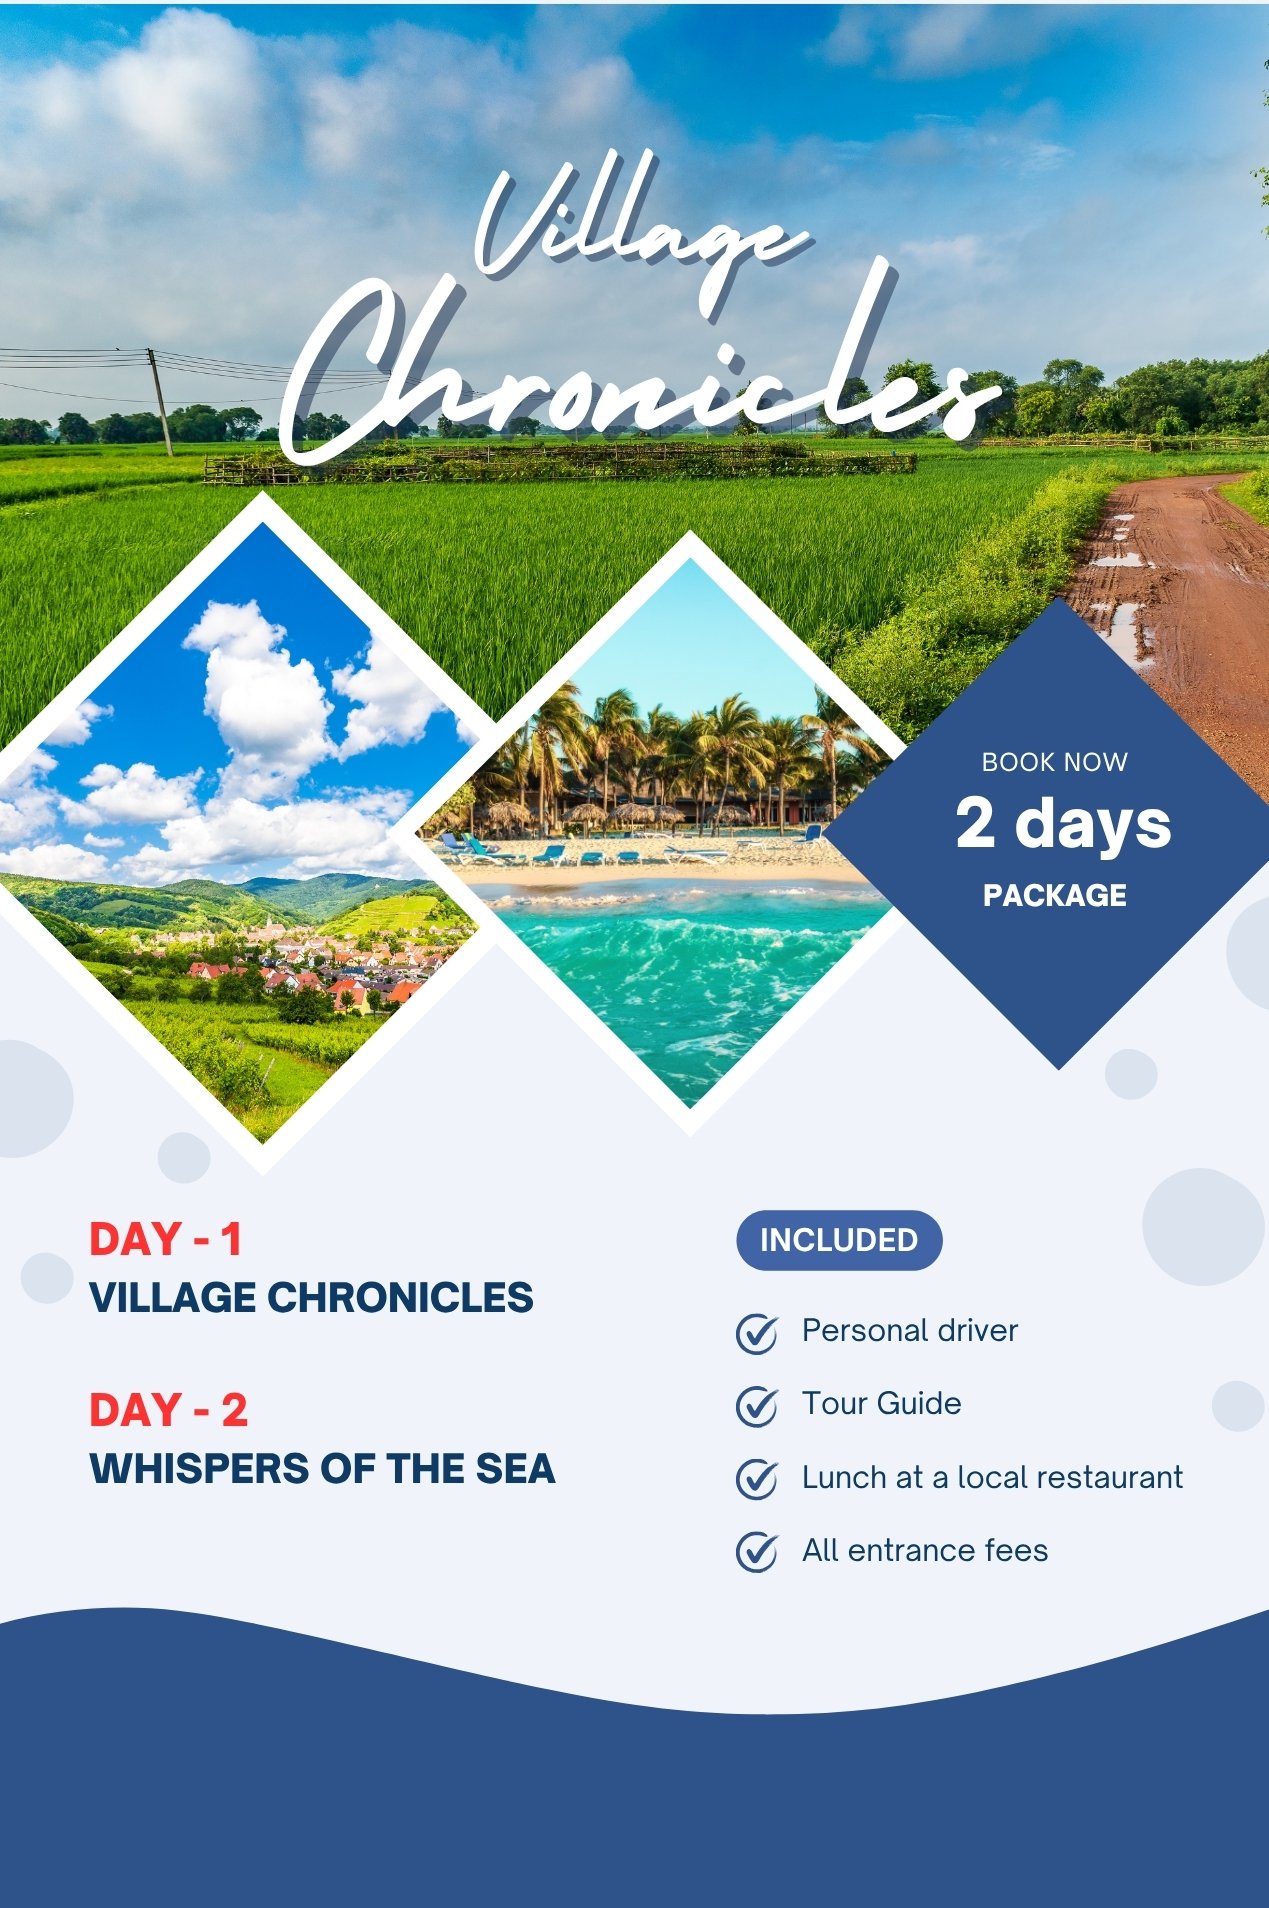 Village
Chronicles
BOOK NOW
2 days
PACKAGE
DAY - 1
VILLAGE CHRONICLES
DAY - 2
WHISPERS OF THE SEA
INCLUDED
Personal driver
Tour Guide
Lunch at a local restaurant
All entrance fees